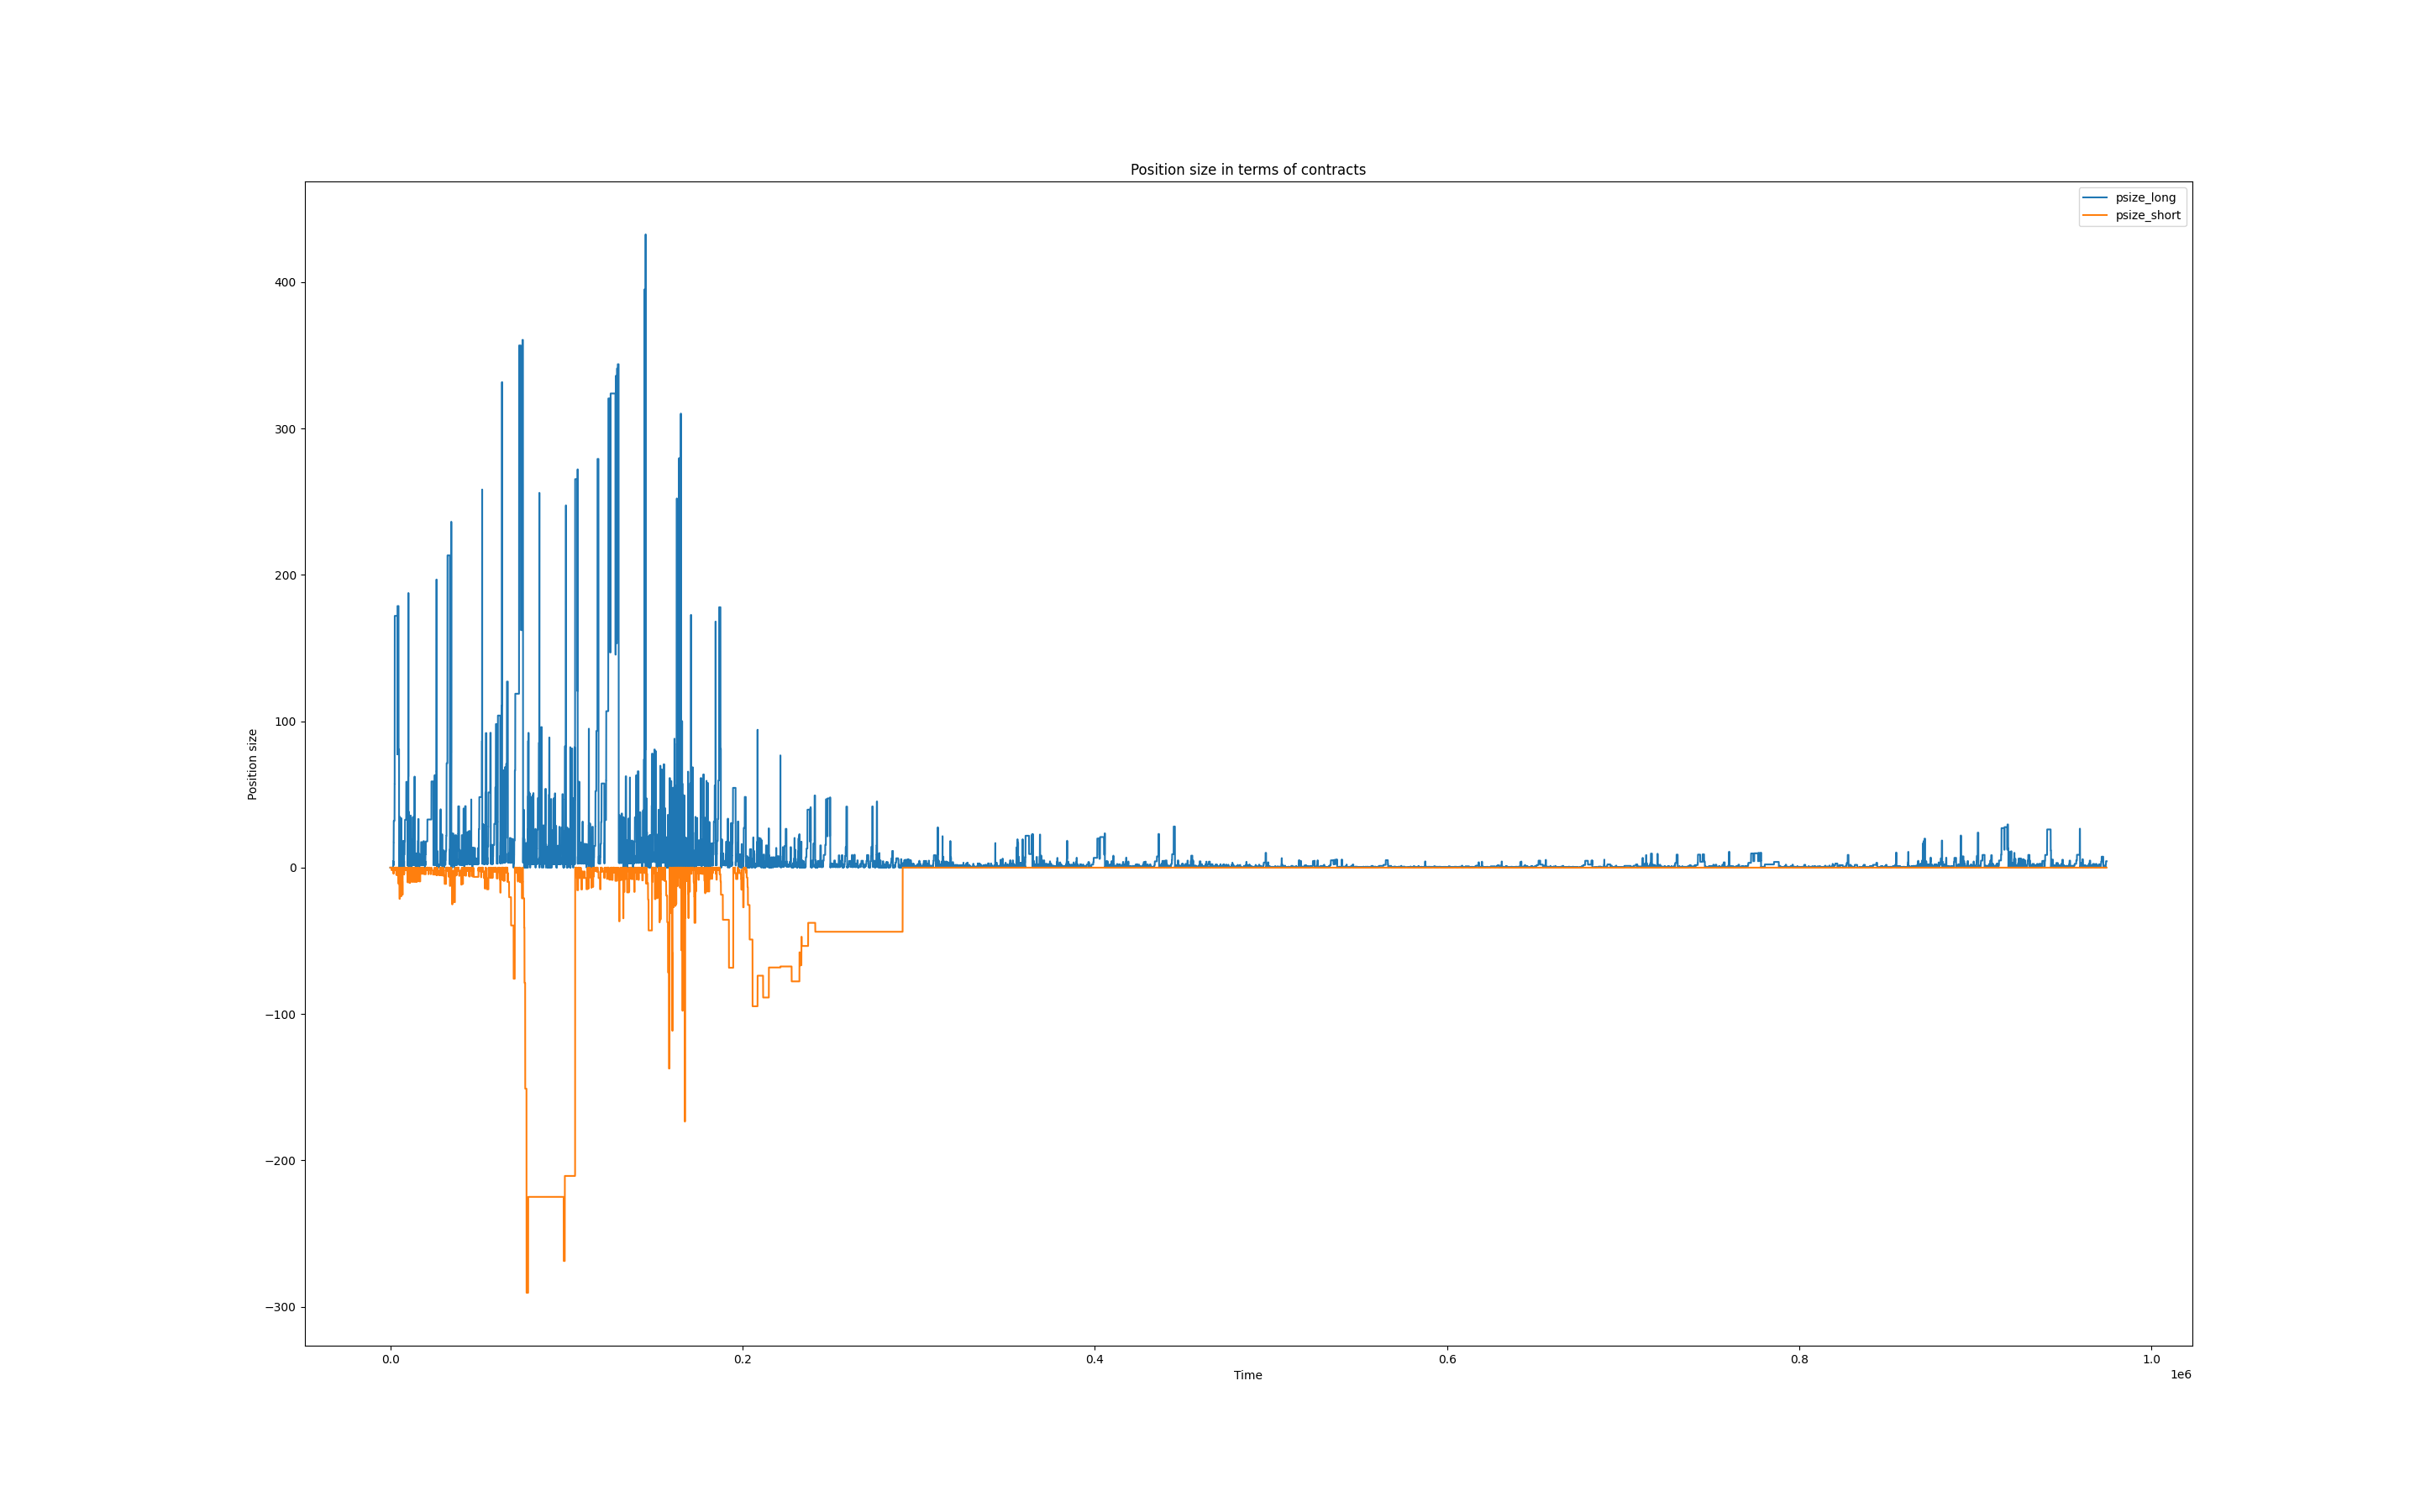 Position size in terms of contracts
psize_long
psize_short
Position size
400
300
200
100
0
−100
−200
−300
0.0
0.2
0.4
0.6
0.8
1.0
Time
1e6